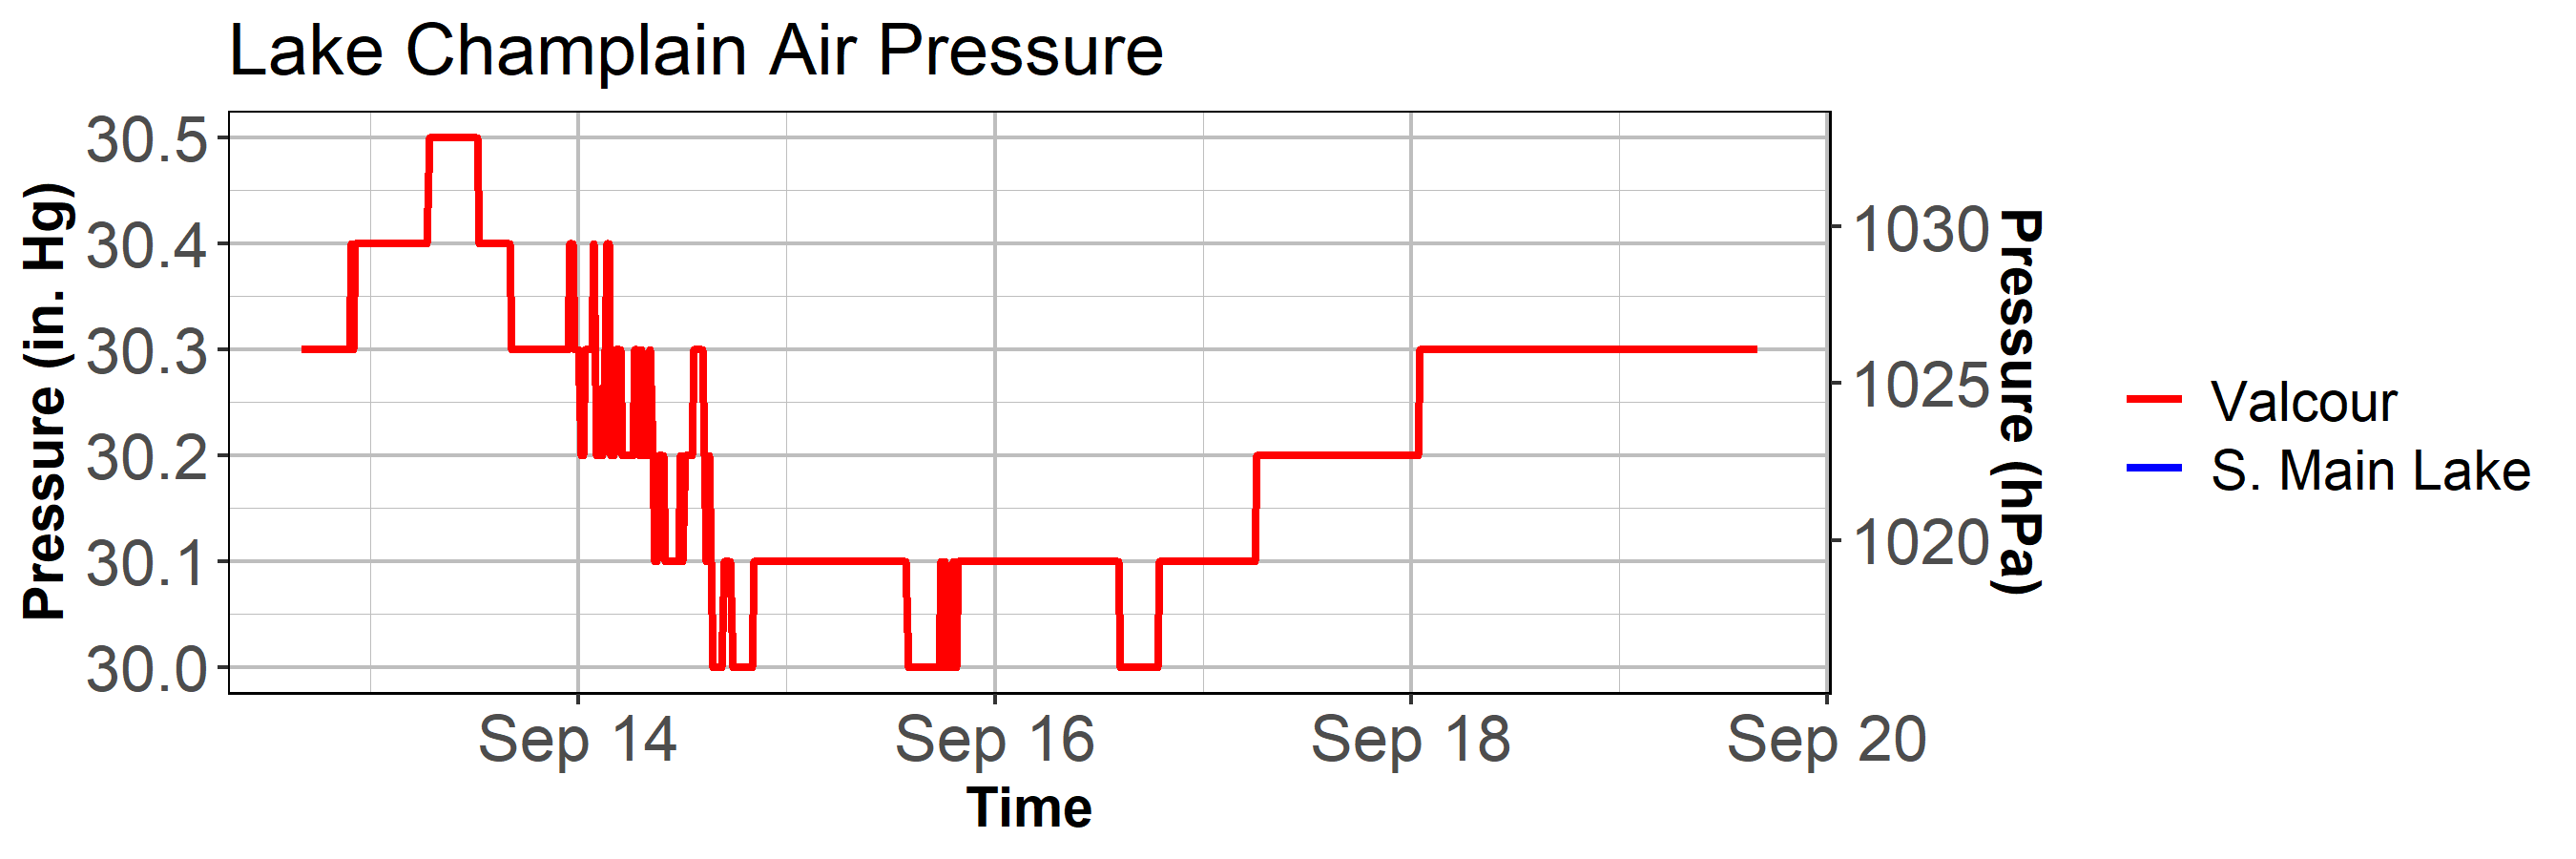 Lake Champlain Air Pressure
Pressure (in. Hg)
30.5
30.4
30.3
30.2
30.1
30.0
1030
1025
1020
Pressure (hPa)
Valcour
S. Main Lake
Sep 14
Sep 16
Sep 18
Sep 20
Time